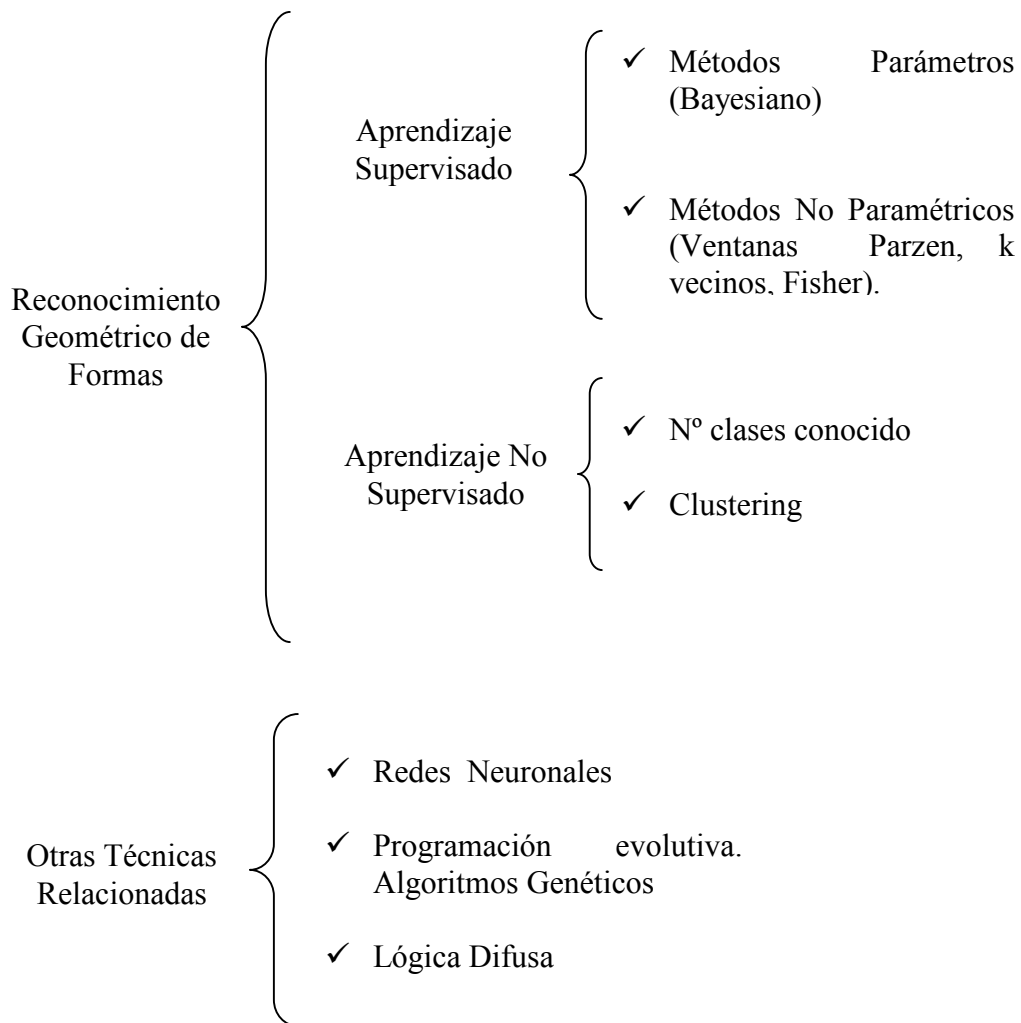 Reconocimiento
Geométrico de
Formas
Aprendizaje
Supervisado
✓ Métodos Parámetros
(Bayesiano)
✓ Métodos No Paramétricos
(Ventanas Parzen, k
vecinos, Fisher).
Aprendizaje No
Supervisado
✓ Nº clases conocido
✓ Clustering
Otras Técnicas
Relacionadas
✓ Redes Neuronales
✓ Programación evolutiva.
Algoritmos Genéticos
✓ Lógica Difusa